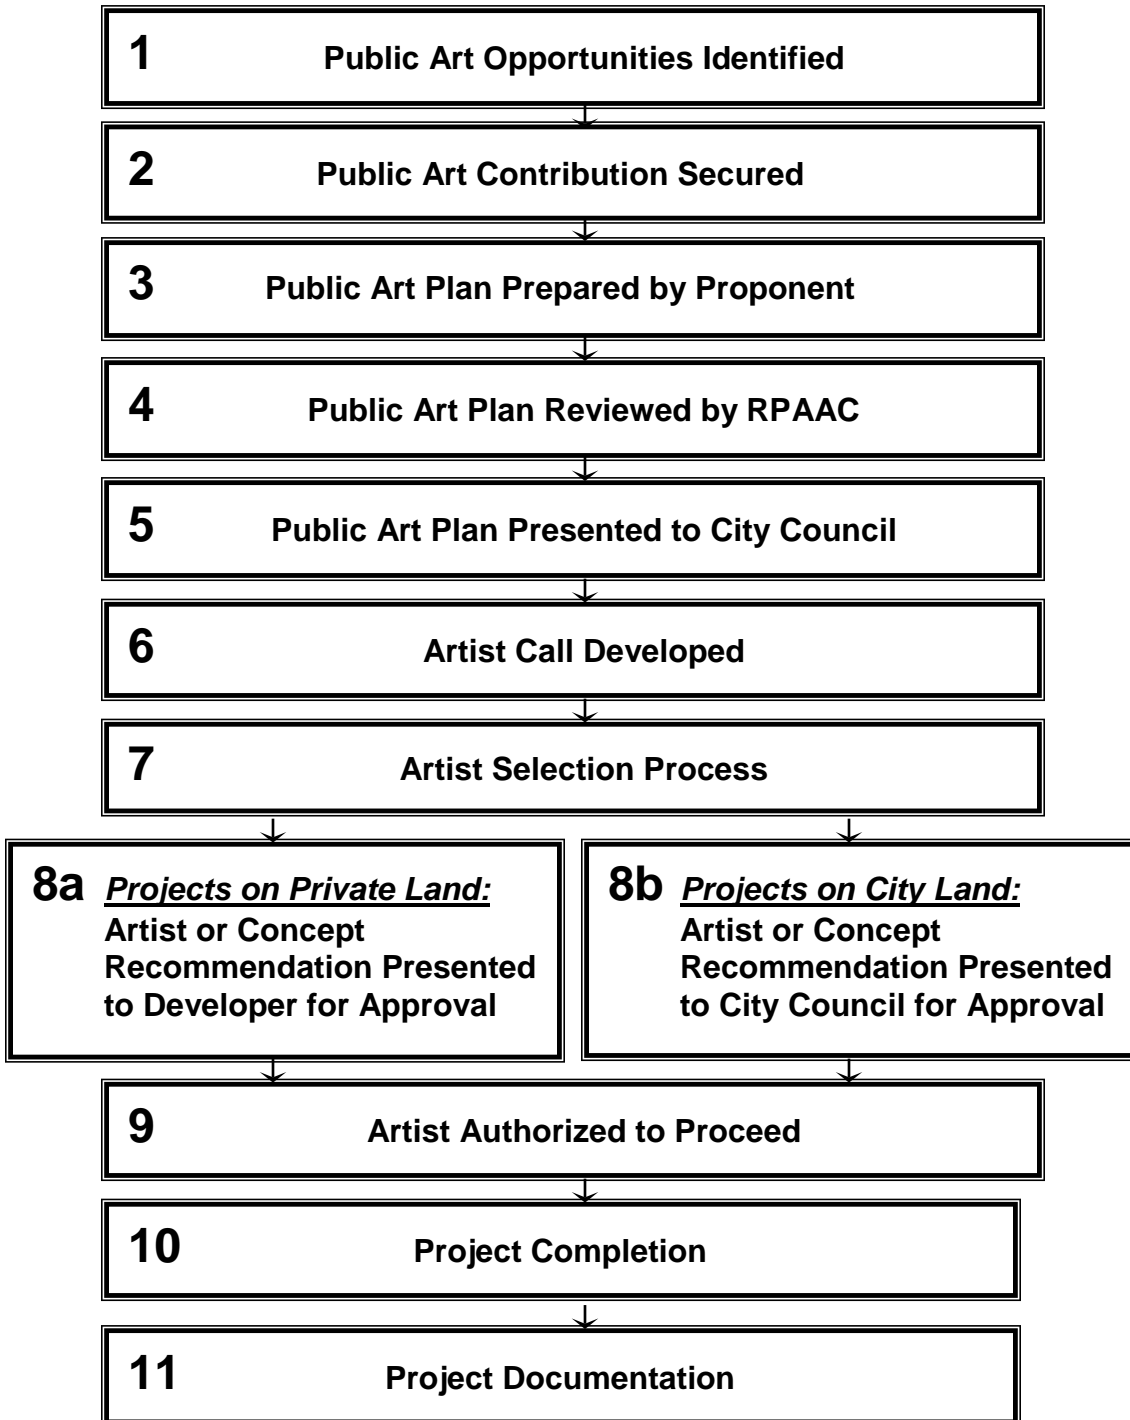 1 Public Art Opportunities Identified
2 Public Art Contribution Secured
3 Public Art Plan Prepared by Proponent
4 Public Art Plan Reviewed by RPAAC
5 Public Art Plan Presented to City Council
6 Artist Call Developed
7 Artist Selection Process
8a Projects on Private Land:
Artist or Concept
Recommendation Presented
to Developer for Approval
8b Projects on City Land:
Artist or Concept
Recommendation Presented
to City Council for Approval
9 Artist Authorized to Proceed
10 Project Completion
11 Project Documentation